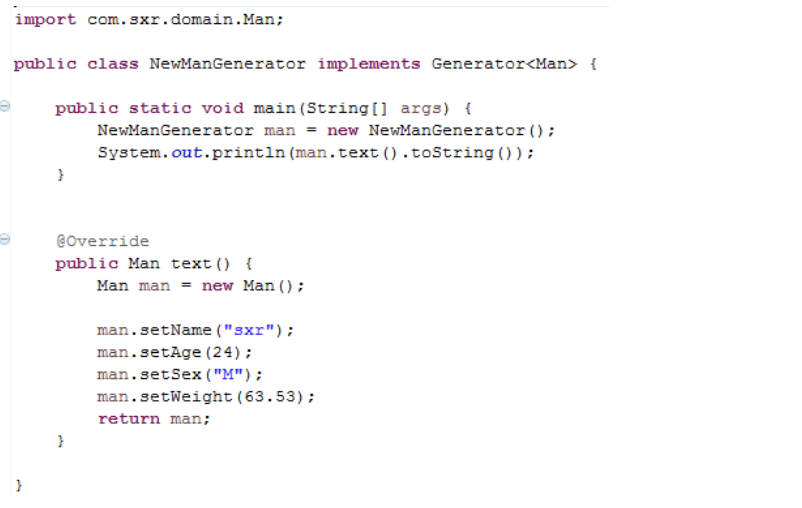 import com.sxr.domain.Man;
public class NewManGenerator implements Generator<Man> {
public static void main(String[] args) {
NewManGenerator man = new NewManGenerator();
System.out.println(man.text().toString());
}
@Override
public Man text() {
Man man = new Man();
man.setName("sxr");
man.setAge(24);
man.setSex("M");
man.setWeight(63.53);
return man;
}
}